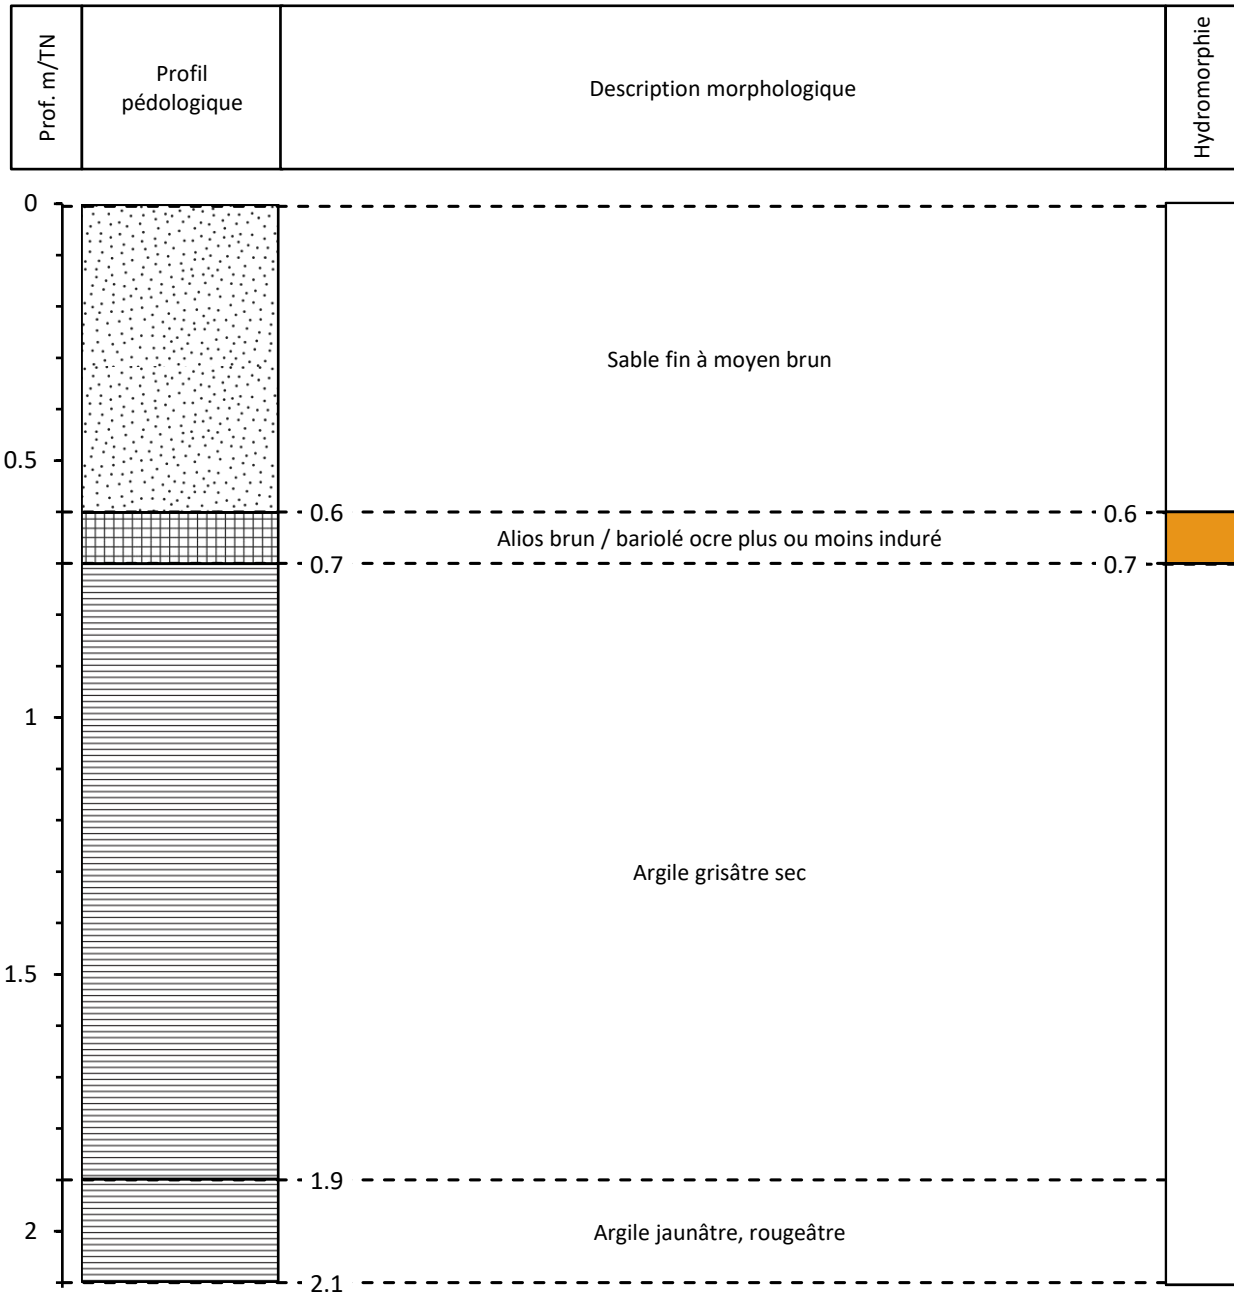 Prof. m/TN
Profil
pédologique
Description morphologique
Hydromorphie
0
Sable fin à moyen brun
0.5
0.6
0.6
Alios brun / bariolé ocre plus ou moins induré
0.7
0.7
1
Argile grisâtre sec
1.5
1.9
2
Argile jaunâtre, rougeâtre
2.1